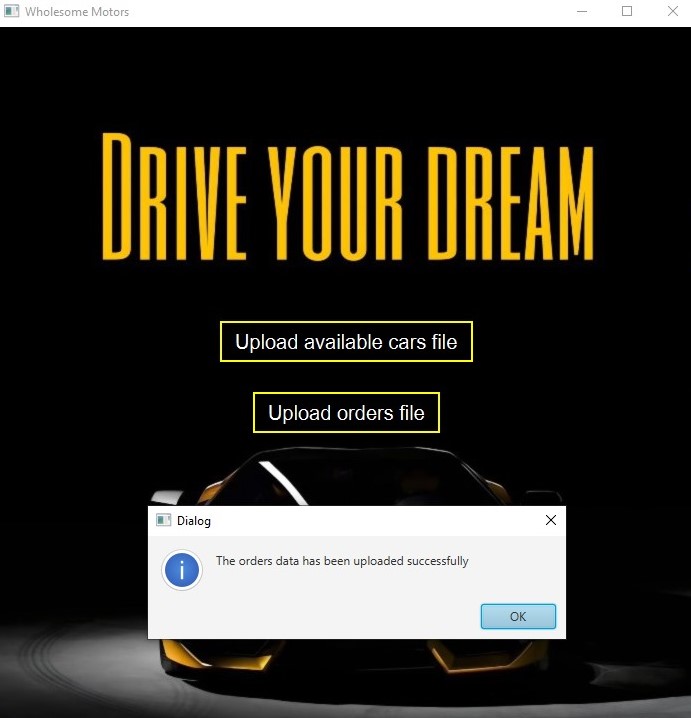 Wholesome Motors
DRIVE YOUR DREAM
Upload available cars file
Upload orders file
Dialog
The orders data has been uploaded successfully
OK